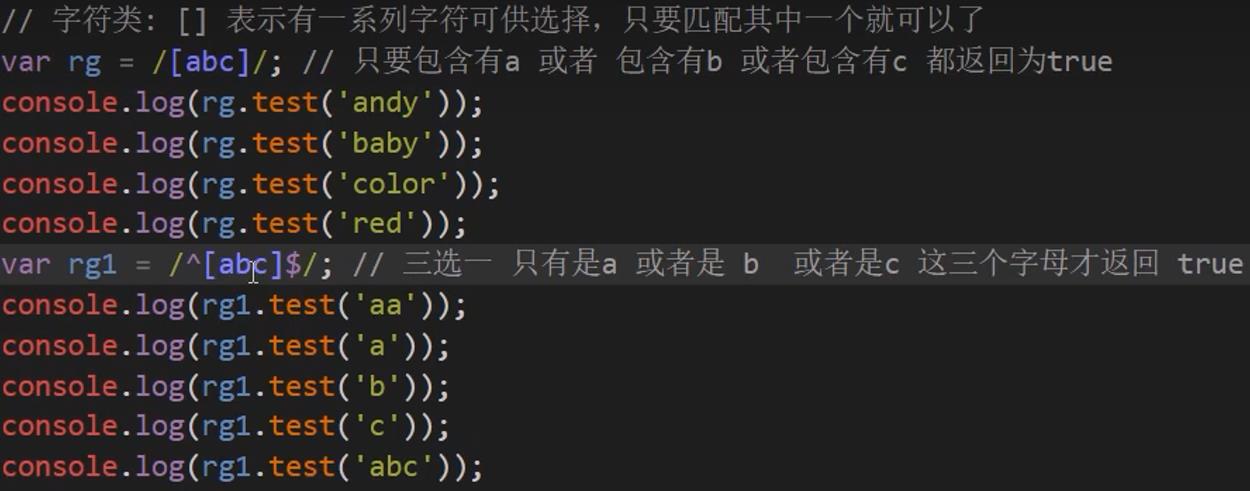 // 字符类: [] 表示有一系列字符可供选择，只要匹配其中一个就可以了
var rg = /[abc]/; // 只要包含有a 或者 包含有b 或者包含有c 都返回为true
console.log(rg.test('andy'));
console.log(rg.test('baby'));
console.log(rg.test('color'));
console.log(rg.test('red'));
var rg1 = /^[abc]$/; // 三选一 只有是a 或者是 b  或者是c 这三个字母才返回 true
console.log(rg1.test('aa'));
console.log(rg1.test('a'));
console.log(rg1.test('b'));
console.log(rg1.test('c'));
console.log(rg1.test('abc'));